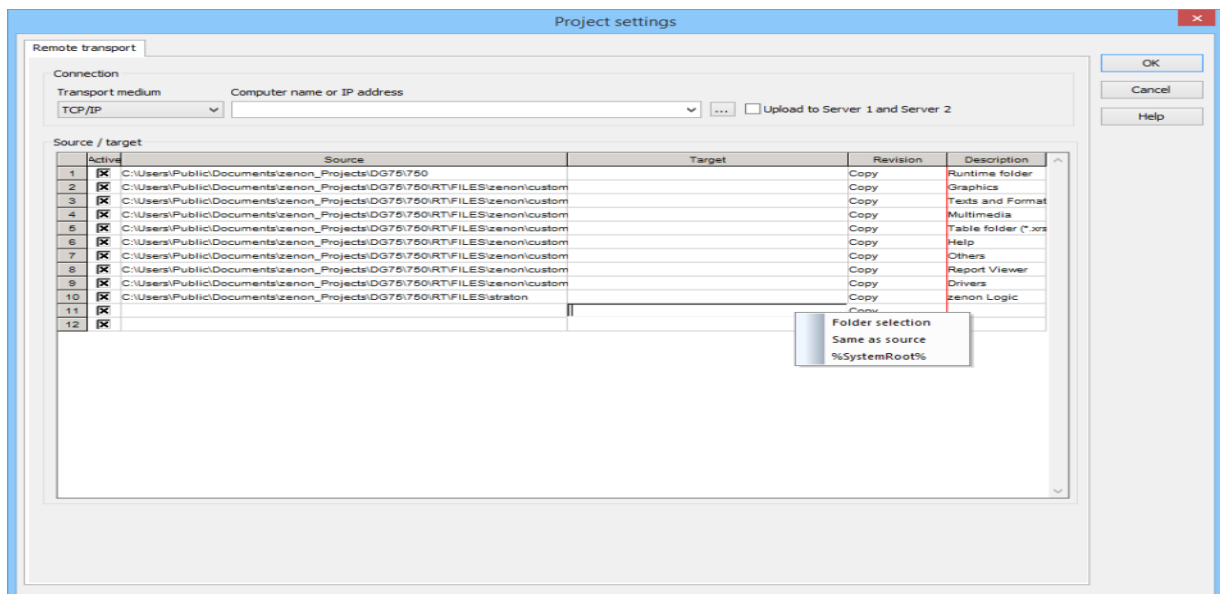 Project settings
Remote transport
OK
Connection
Cancel
Transport medium Computer name or IP address
TCP/IP ... Upload to Server 1 and Server 2
Help
Source / target
Active Source Target Revision Description
1 C:\Users\Public\Documents\zenon_Projects\DG75\750 Copy Runtime folder
2 C:\Users\Public\Documents\zenon_Projects\DG75\750\RT\FILES\zenon\custom Copy Graphics
3 C:\Users\Public\Documents\zenon_Projects\DG75\750\RT\FILES\zenon\custom Copy Texts and Format
4 C:\Users\Public\Documents\zenon_Projects\DG75\750\RT\FILES\zenon\custom Copy Multimedia
5 C:\Users\Public\Documents\zenon_Projects\DG75\750\RT\FILES\zenon\custom Copy Table folder (*.xrs
6 C:\Users\Public\Documents\zenon_Projects\DG75\750\RT\FILES\zenon\custom Copy Help
7 C:\Users\Public\Documents\zenon_Projects\DG75\750\RT\FILES\zenon\custom Copy Others
8 C:\Users\Public\Documents\zenon_Projects\DG75\750\RT\FILES\zenon\custom Copy Report Viewer
9 C:\Users\Public\Documents\zenon_Projects\DG75\750\RT\FILES\zenon\custom Copy Drivers
10 C:\Users\Public\Documents\zenon_Projects\DG75\750\RT\FILES\straton Copy zenon Logic
11 Copy
12
Folder selection
Same as source
%SystemRoot%